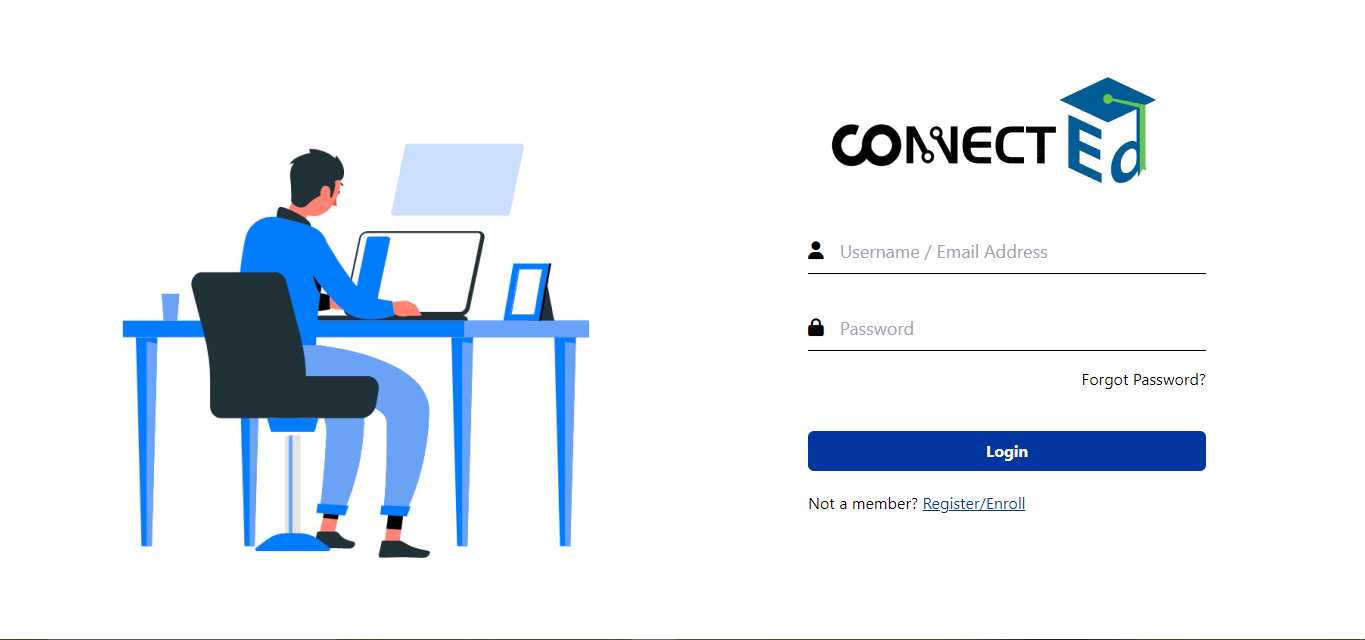 CONNECT Ed
Username / Email Address
Password
Forgot Password?
Login
Not a member? Register/Enroll